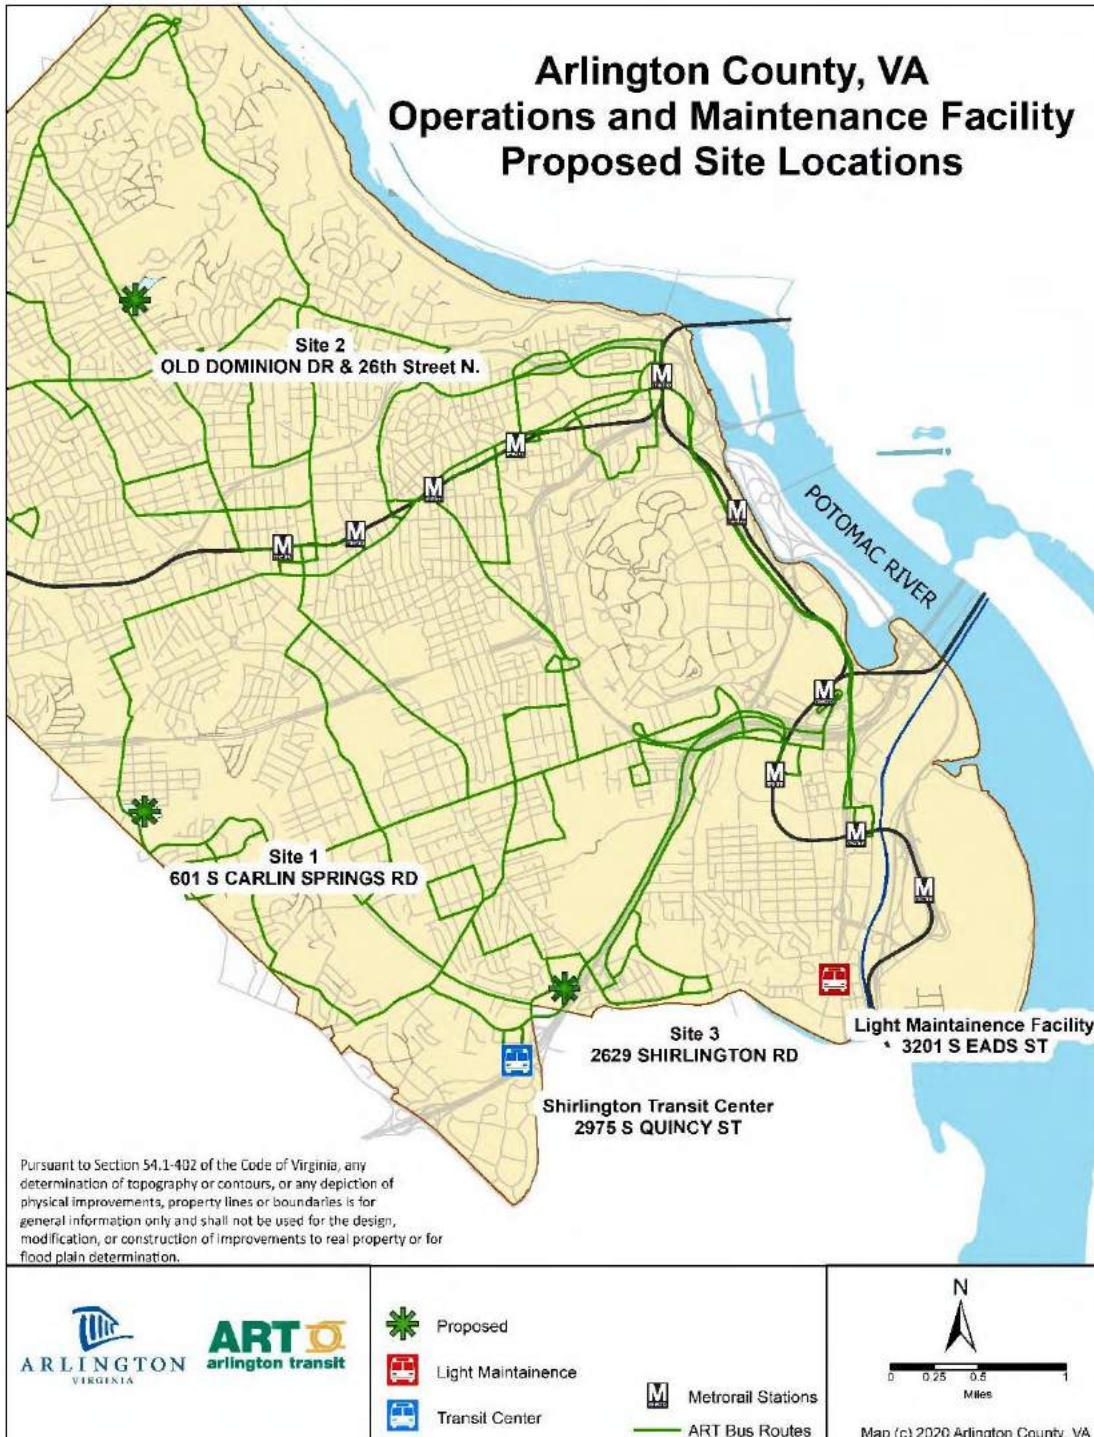 Arlington County, VA
Operations and Maintenance Facility
Proposed Site Locations
Site 2
OLD DOMINION DR & 26th Street N.
M
M
M
M
M
M
POTOMAC RIVER
M
M
M
M
Site 1
601 S CARLIN SPRINGS RD
Light Maintainence Facility
3201 S EADS ST
Site 3
2629 SHIRLINGTON RD
Shirlington Transit Center
2975 S QUINCY ST
Pursuant to Section 54.1-402 of the Code of Virginia, any
determination of topography or contours, or any depiction of
physical improvements, property lines or boundaries is for
general information only and shall not be used for the design,
modification, or construction of improvements to real property or for
flood plain determination.
ARLINGTON
VIRGINIA
ART
arlington transit
Proposed
Light Maintainence
Transit Center
M Metrorail Stations
ART Bus Routes
N
0 0.25 0.5 1
Miles
Map (c) 2020 Arlington County, VA